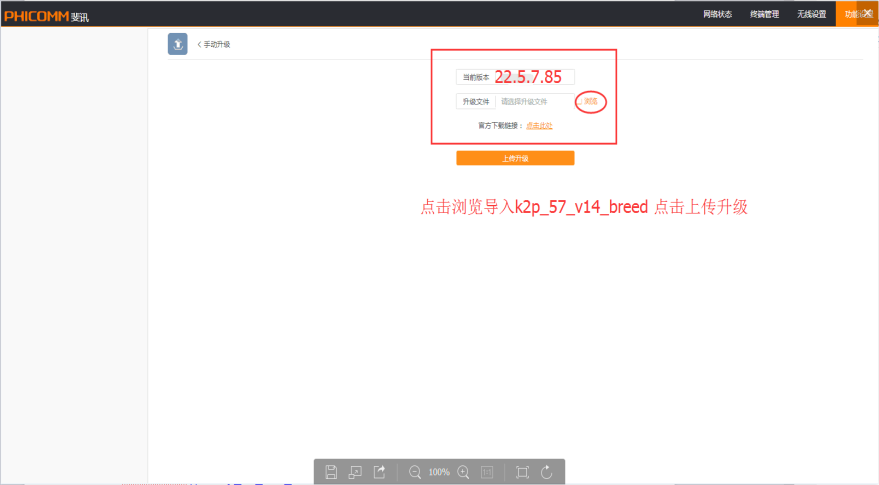 PHICOMM 斐讯
网络状态 终端管理 无线设置
手动升级
当前版本 22.5.7.85
升级文件 请选择升级文件 浏览
官方下载链接： 点击此处
上传升级
点击浏览导入k2p_57_v14_breed 点击上传升级
100%
1:1